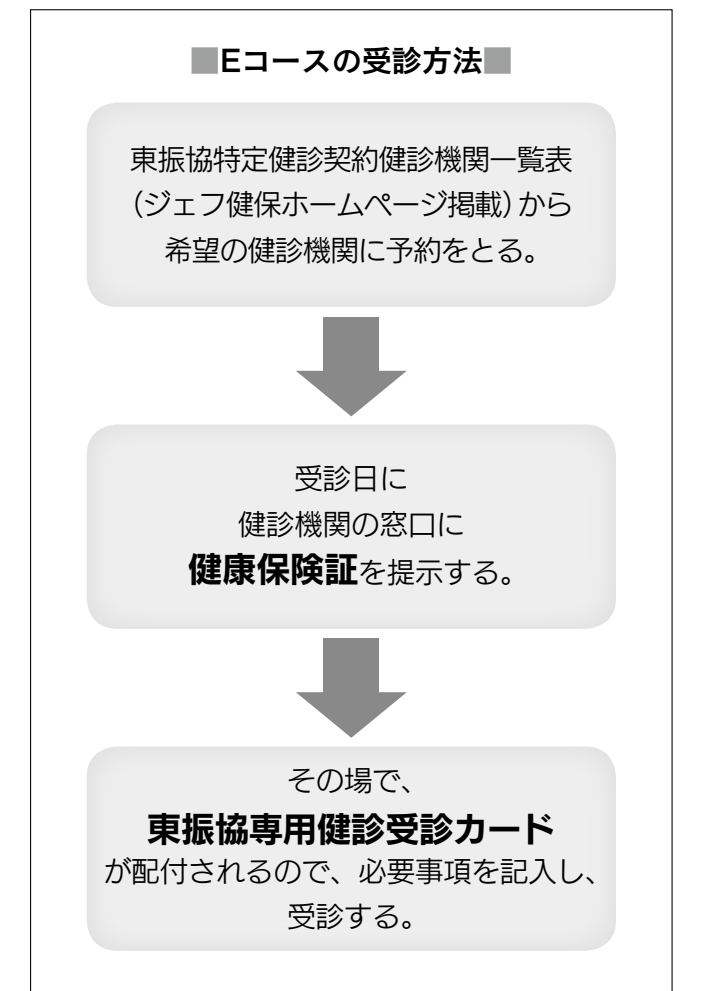 ■Eコースの受診方法■
東振協特定健診契約健診機関一覧表
（ジェフ健保ホームページ掲載）から
希望の健診機関に予約をとる。
受診日に
健診機関の窓口に
健康保険証を提示する。
その場で、
東振協専用健診受診カード
が配付されるので、必要事項を記入し、
受診する。